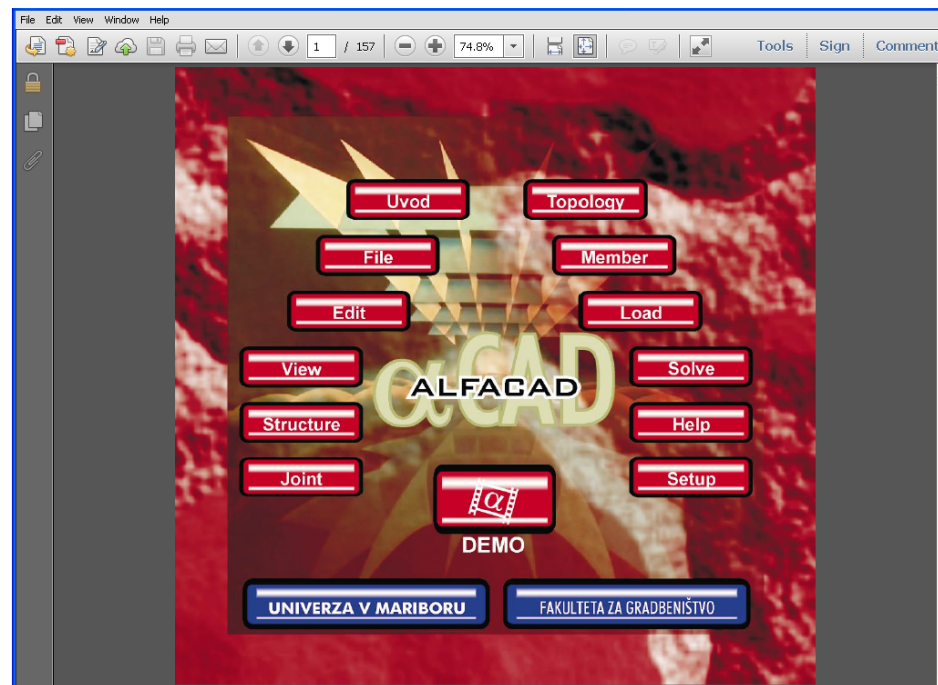 File Edit View Window Help
1 / 157 74.8% Tools Sign Comment
Uvod Topology
File Member
Edit Load
View Solve
αCAD
ALFACAD
Structure Help
Joint Setup
α
DEMO
UNIVERZA V MARIBORU FAKULTETA ZA GRADBENIŠTVO